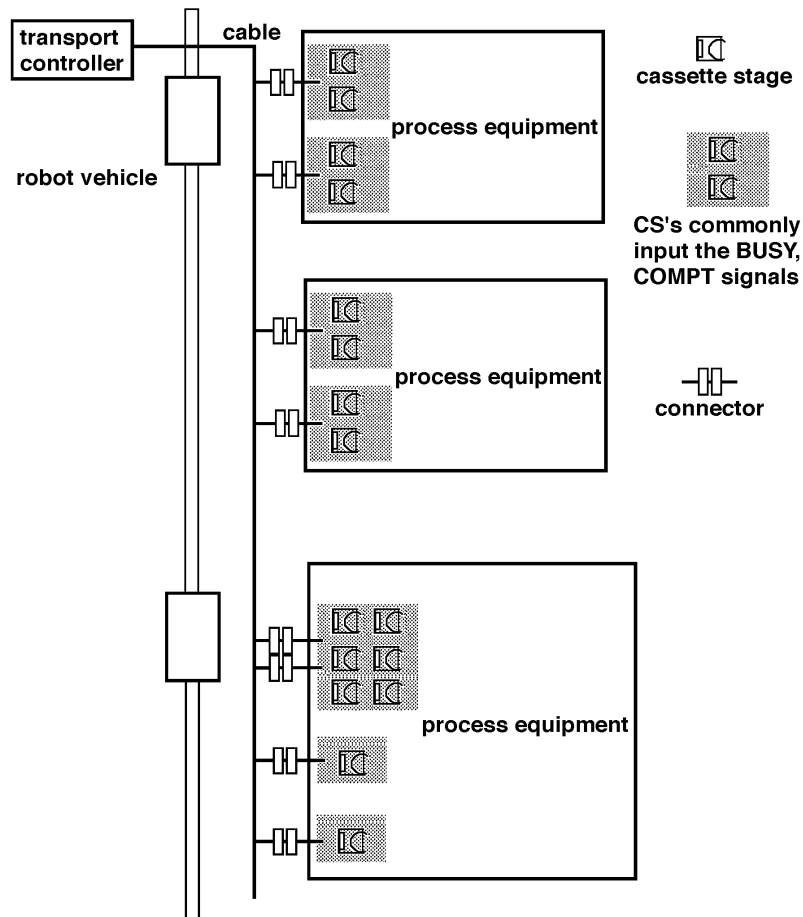 transport
controller
cable
robot vehicle
process equipment
cassette stage
CS's commonly
input the BUSY,
COMPT signals
process equipment
connector
process equipment